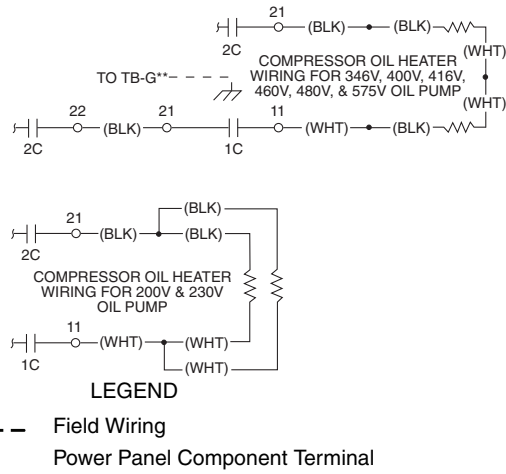 21
(BLK) (BLK)
2C
(WHT)
COMPRESSOR OIL HEATER
WIRING FOR 346V, 400V, 416V,
460V, 480V, & 575V OIL PUMP
TO TB-G**
(WHT)
22 21 11
(BLK) (WHT) (BLK)
2C 1C
(BLK)
21
(BLK) (BLK)
2C
COMPRESSOR OIL HEATER
WIRING FOR 200V & 230V
OIL PUMP
11
(WHT) (WHT)
(WHT)
1C
LEGEND
Field Wiring
Power Panel Component Terminal